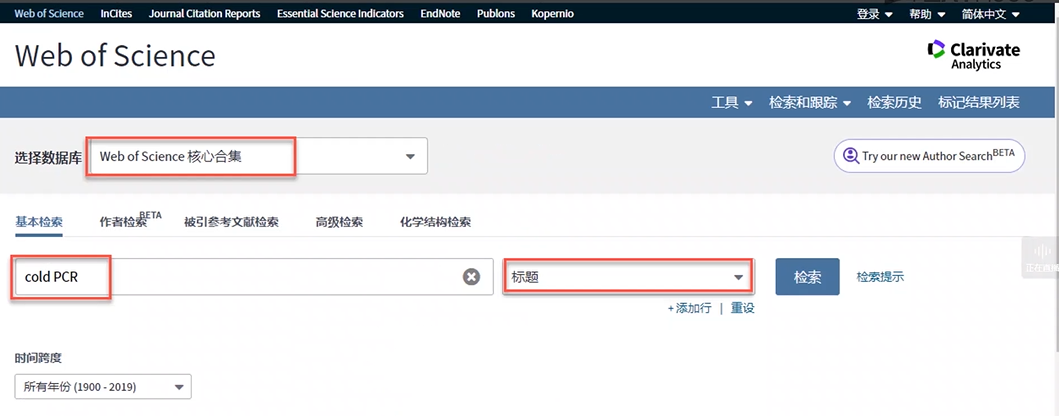 Web of Science InCites Journal Citation Reports Essential Science Indicators EndNote Publons Kopernio 登录 帮助 简体中文
Web of Science
Clarivate
Analytics
工具 检索和跟踪 检索历史 标记结果列表
选择数据库 Web of Science 核心合集 Try our new Author Search BETA
基本检索 作者检索 BETA 被引参考文献检索 高级检索 化学结构检索
cold PCR 标题 检索 检索提示
+添加行 | 重设
时间跨度
所有年份 (1900 - 2019)